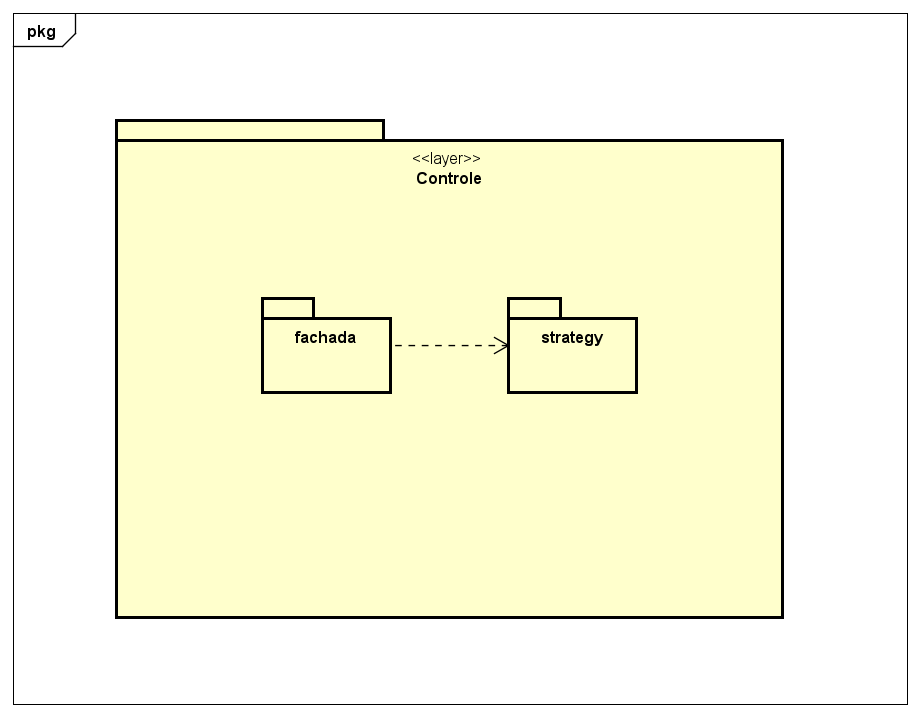 pkg
<<layer>>
Controle
fachada
strategy